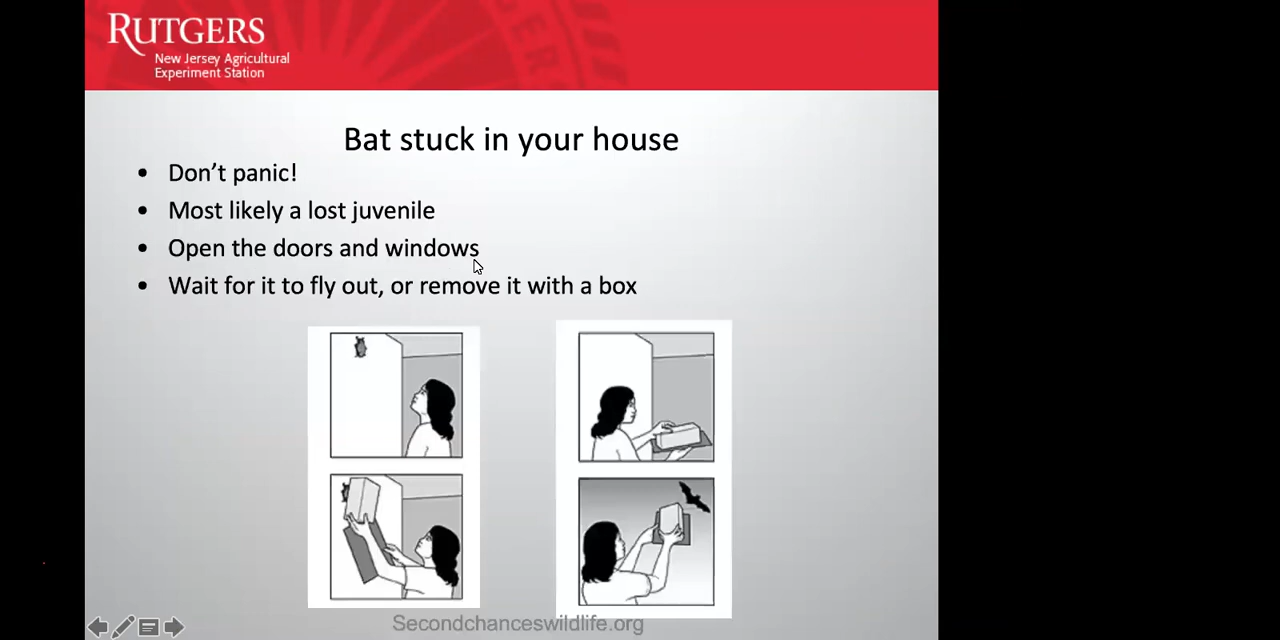 RUTGERS
New Jersey Agricultural
Experiment Station
Bat stuck in your house
• Don’t panic!
• Most likely a lost juvenile
• Open the doors and windows
• Wait for it to fly out, or remove it with a box
Secondchanceswildlife.org